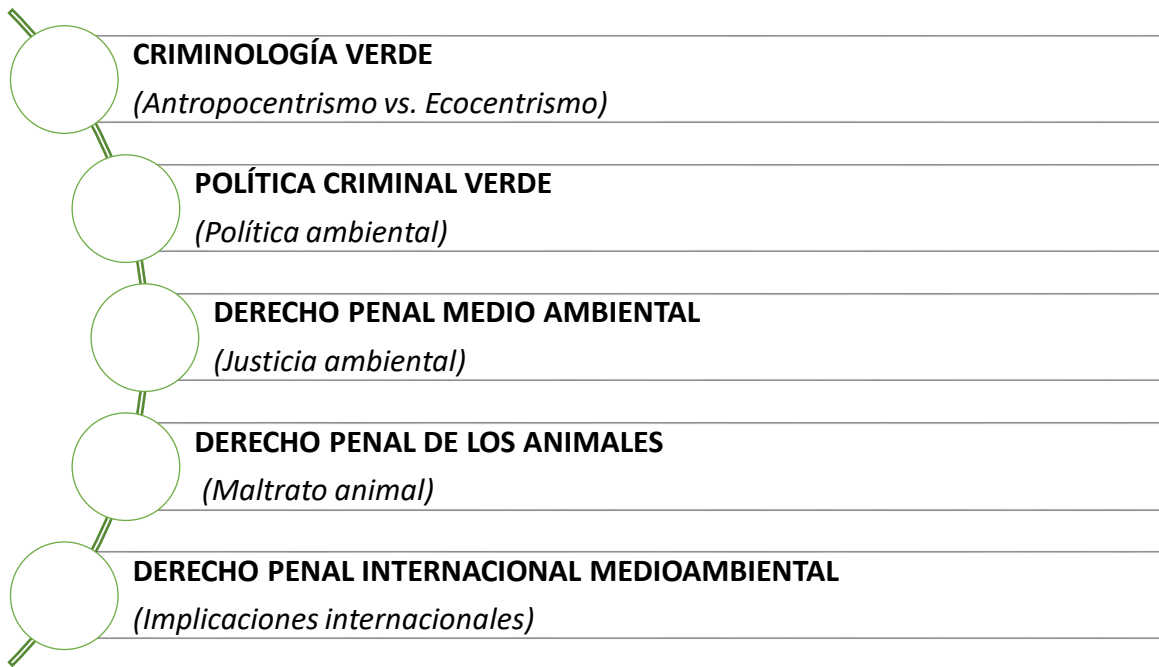 CRIMINOLOGÍA VERDE
(Antropocentrismo vs. Ecocentrismo)
POLÍTICA CRIMINAL VERDE
(Política ambiental)
DERECHO PENAL MEDIO AMBIENTAL
(Justicia ambiental)
DERECHO PENAL DE LOS ANIMALES
(Maltrato animal)
DERECHO PENAL INTERNACIONAL MEDIOAMBIENTAL
(Implicaciones internacionales)